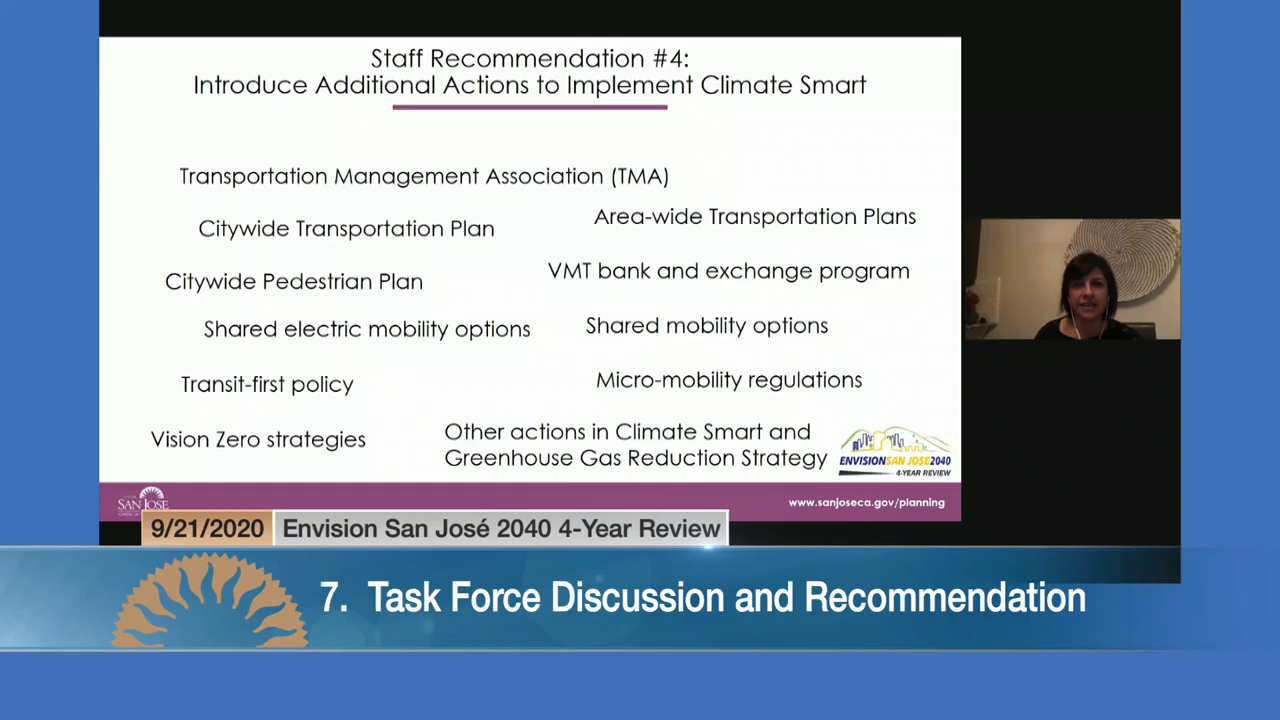 Staff Recommendation #4:
Introduce Additional Actions to Implement Climate Smart
Transportation Management Association (TMA)
Area-wide Transportation Plans
Citywide Transportation Plan
VMT bank and exchange program
Citywide Pedestrian Plan
Shared electric mobility options
Shared mobility options
Transit-first policy
Micro-mobility regulations
Vision Zero strategies
Other actions in Climate Smart and
Greenhouse Gas Reduction Strategy
ENVISIONSAN JOSE2040
4-YEAR REVIEW
SAN JOSE
www.sanjoseca.gov/planning
9/21/2020 Envision San José 2040 4-Year Review
7. Task Force Discussion and Recommendation